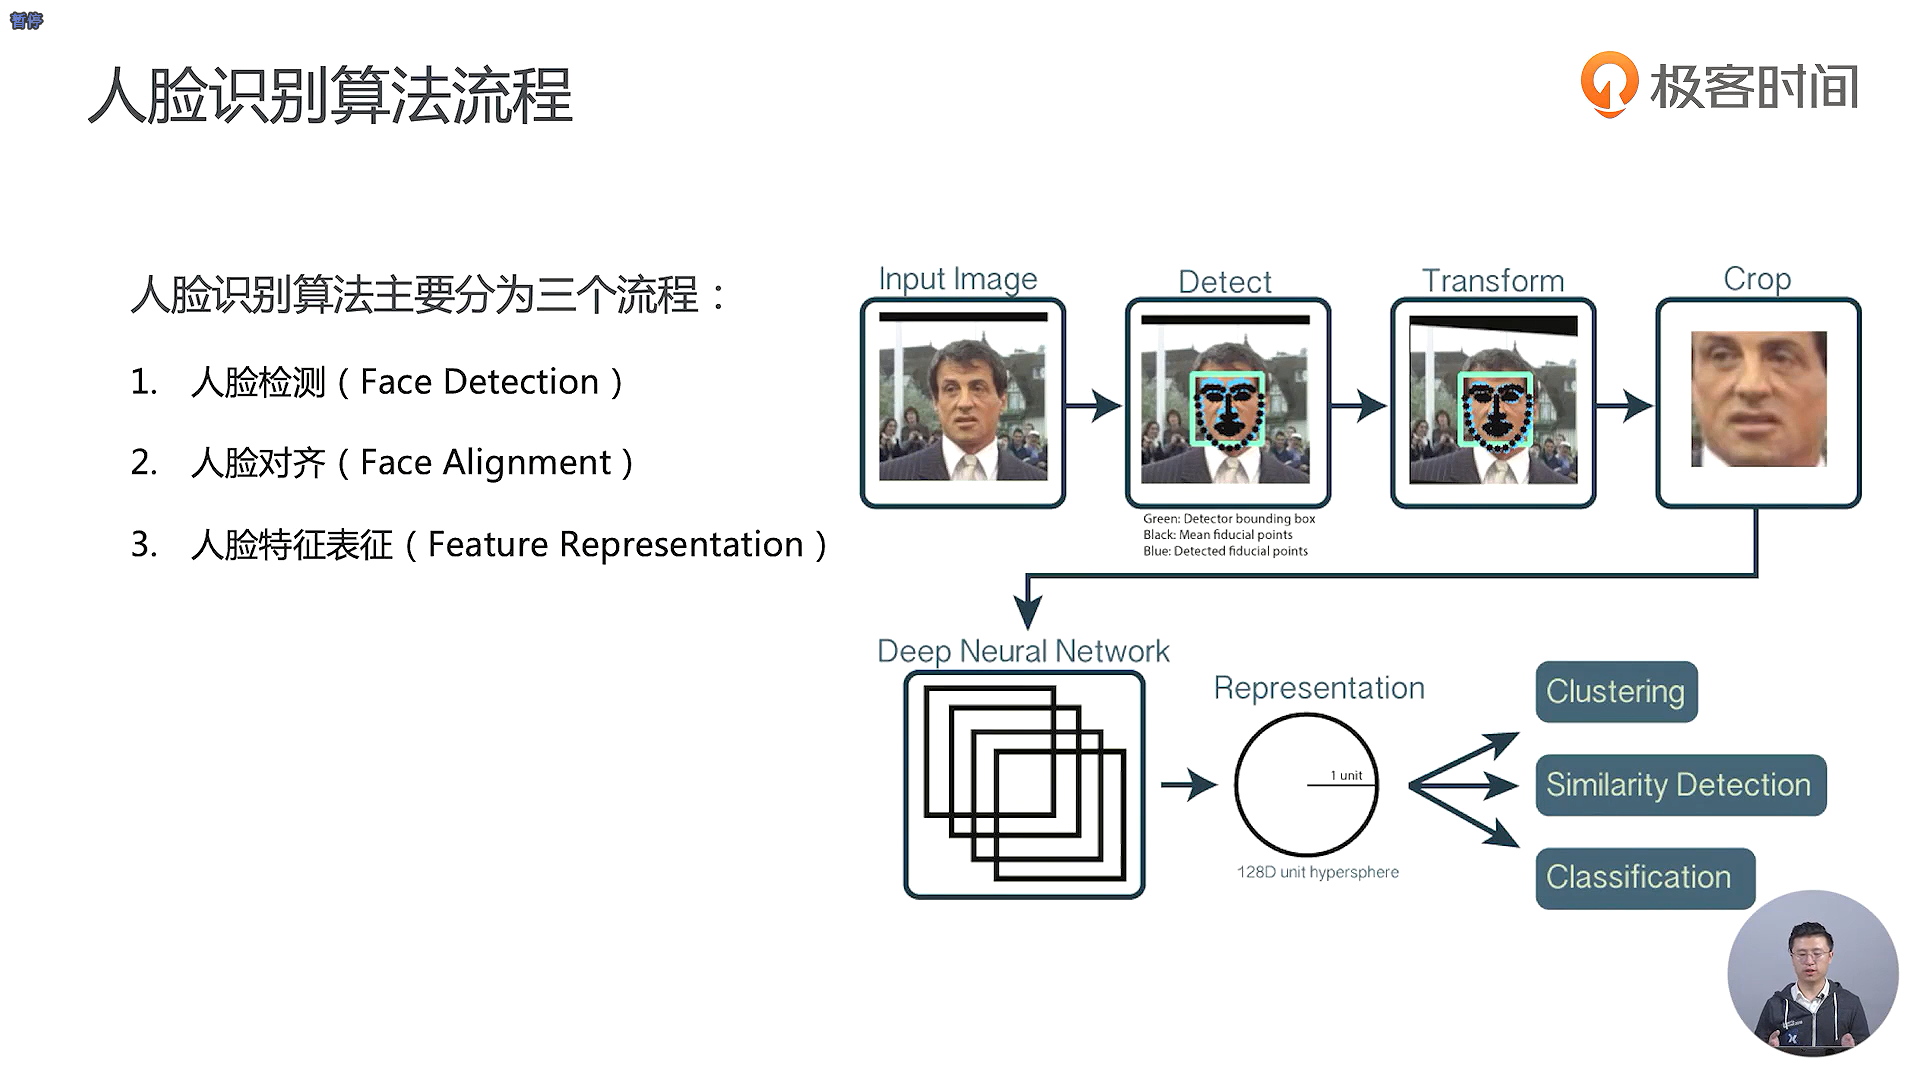 暂停
人脸识别算法流程
极客时间
人脸识别算法主要分为三个流程：
1. 人脸检测（Face Detection）
2. 人脸对齐（Face Alignment）
3. 人脸特征表征（Feature Representation）
Input Image
Detect
Transform
Crop
Green: Detector bounding box
Black: Mean fiducial points
Blue: Detected fiducial points
Deep Neural Network
Representation
1 unit
128D unit hypersphere
Clustering
Similarity Detection
Classification